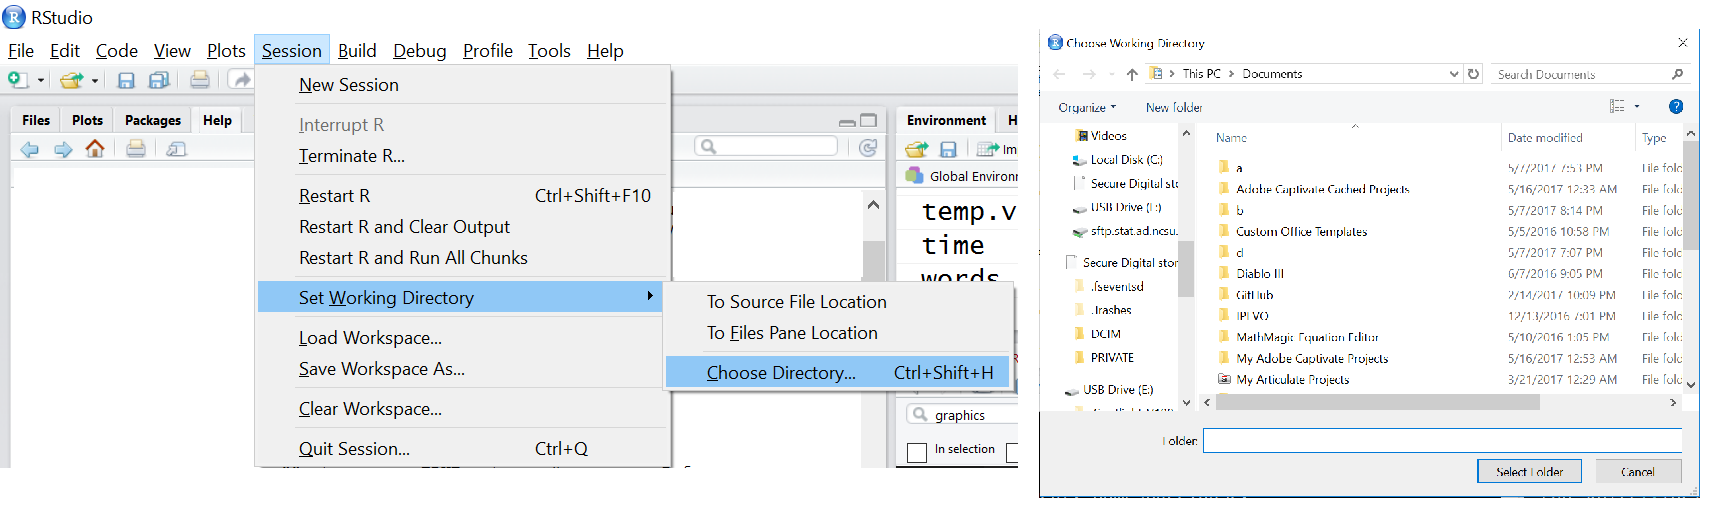 RStudio
File Edit Code View Plots Session Build Debug Profile Tools Help
New Session
Interrupt R
Terminate R...
Restart R Ctrl+Shift+F10
Restart R and Clear Output
Restart R and Run All Chunks
Set Working Directory
Load Workspace...
Save Workspace As...
Clear Workspace...
Quit Session... Ctrl+Q
To Source File Location
To Files Pane Location
Choose Directory... Ctrl+Shift+H
Files Plots Packages Help
Environment H
Im
Global Environ
temp.v
time
words
graphics
In selection
Choose Working Directory
This PC > Documents
Search Documents
Organize New folder
Videos
Local Disk (C:)
Secure Digital sto
USB Drive (E:)
sftp.stat.ad.ncsu.
Secure Digital stor
.fseventsd
.Trashes
DCIM
PRIVATE
USB Drive (E:)
Name Date modified Type
a 5/7/2017 7:53 PM File fold
Adobe Captivate Cached Projects 5/16/2017 12:33 AM File fold
b 5/7/2017 8:14 PM File fold
Custom Office Templates 5/5/2016 10:58 PM File fold
d 5/7/2017 7:07 PM File fold
Diablo III 6/7/2016 9:05 PM File fold
GitHub 2/14/2017 10:09 PM File fold
IPEVO 12/13/2016 7:01 PM File fold
MathMagic Equation Editor 5/10/2016 1:05 PM File fold
My Adobe Captivate Projects 5/16/2017 12:53 AM File fold
My Articulate Projects 3/21/2017 12:29 AM File fold
Folder:
Select Folder Cancel